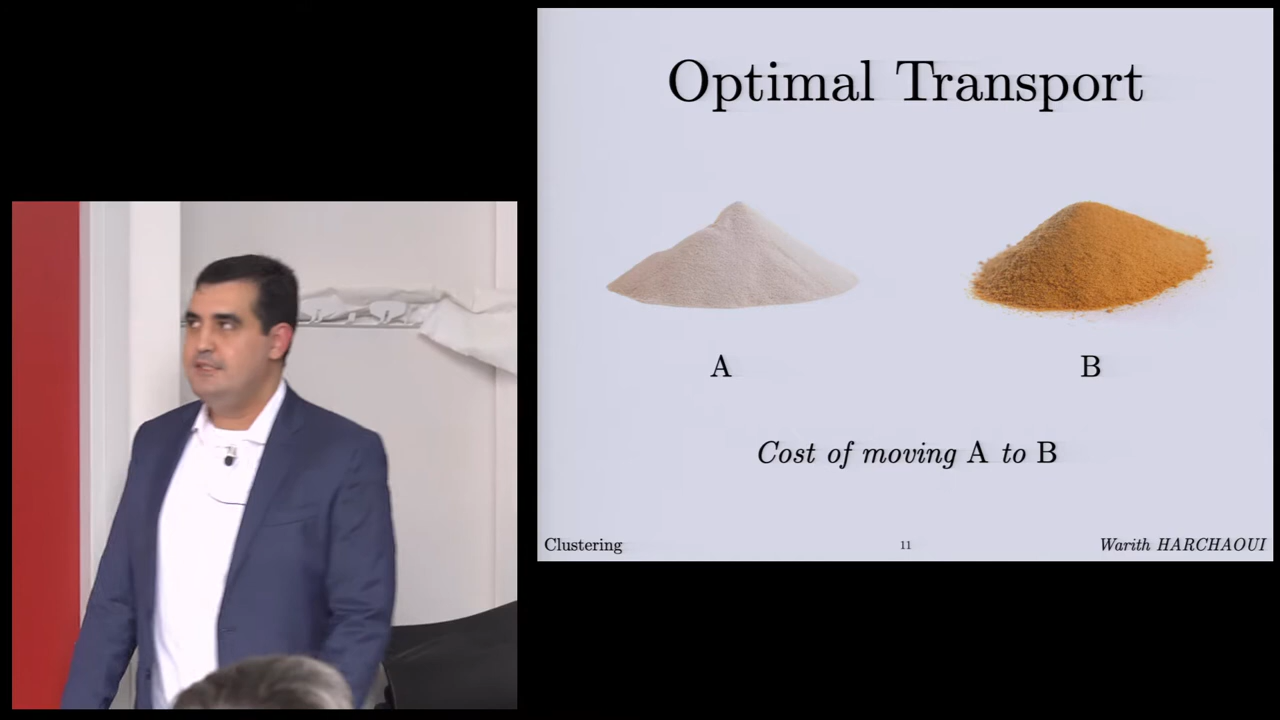 Optimal Transport
A
B
Cost of moving A to B
Clustering
11
Warith HARCHAOUI